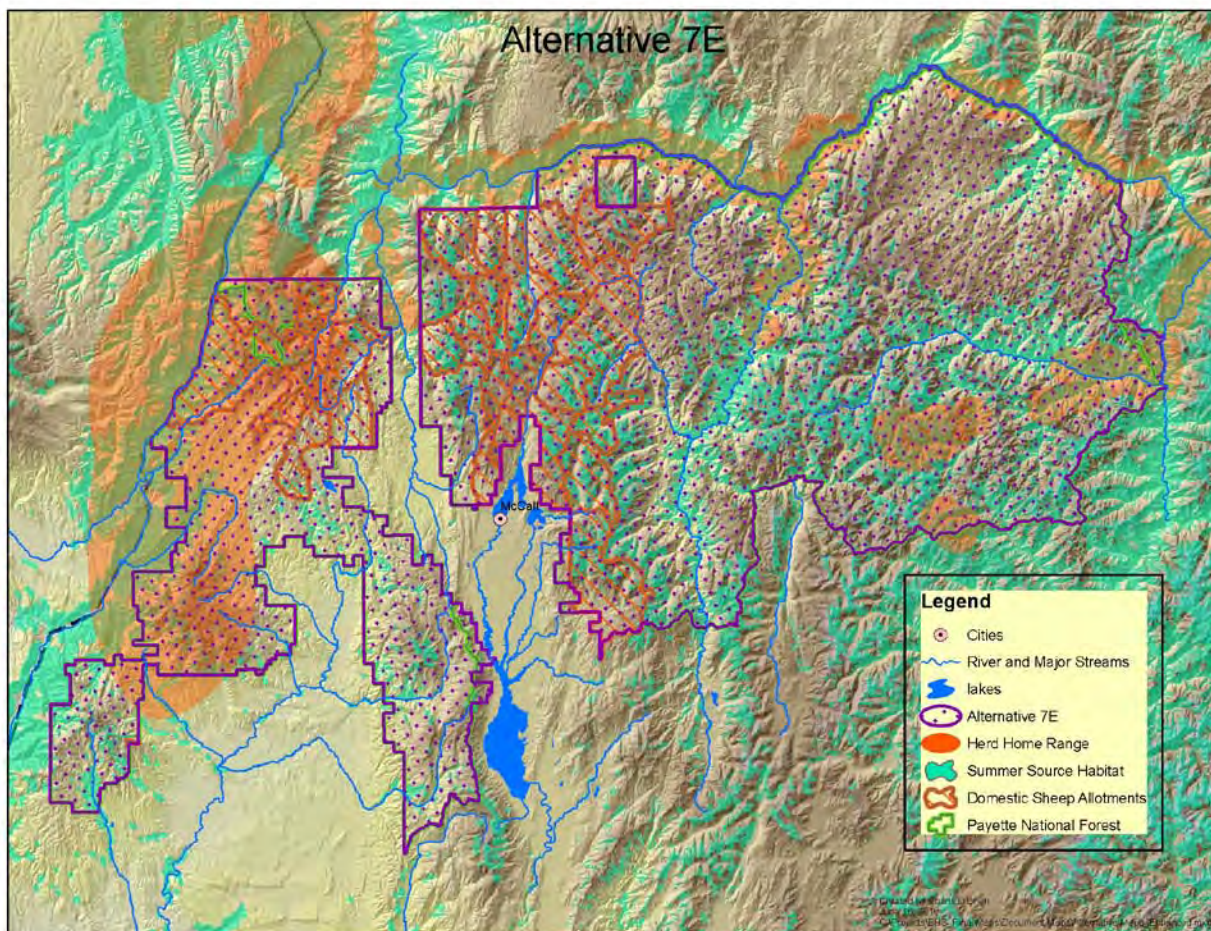 Alternative 7E
McCall
Legend
Cities
River and Major Streams
lakes
Alternative 7E
Herd Home Range
Summer Source Habitat
Domestic Sheep Allotments
Payette National Forest